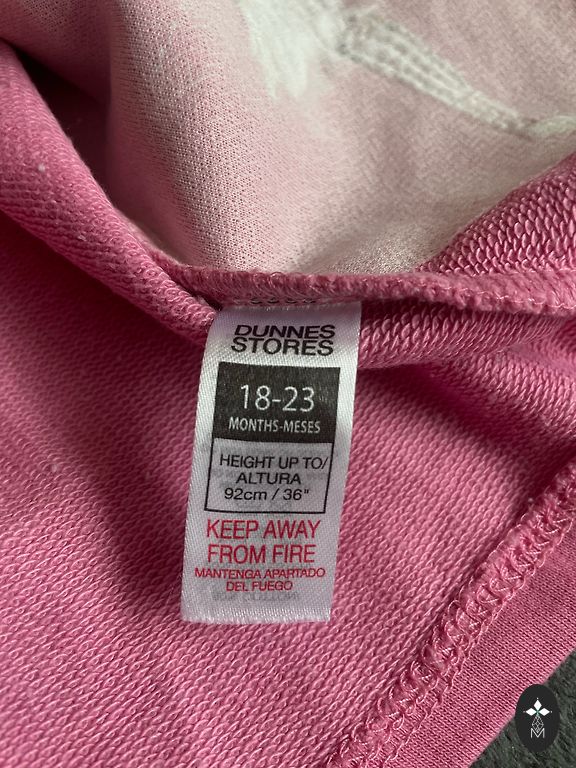 DUNNES
STORES
18-23
MONTHS-MESES
HEIGHT UP TO/
ALTURA
92cm / 36"
KEEP AWAY
FROM FIRE
MANTENGA APARTADO
DEL FUEGO
M